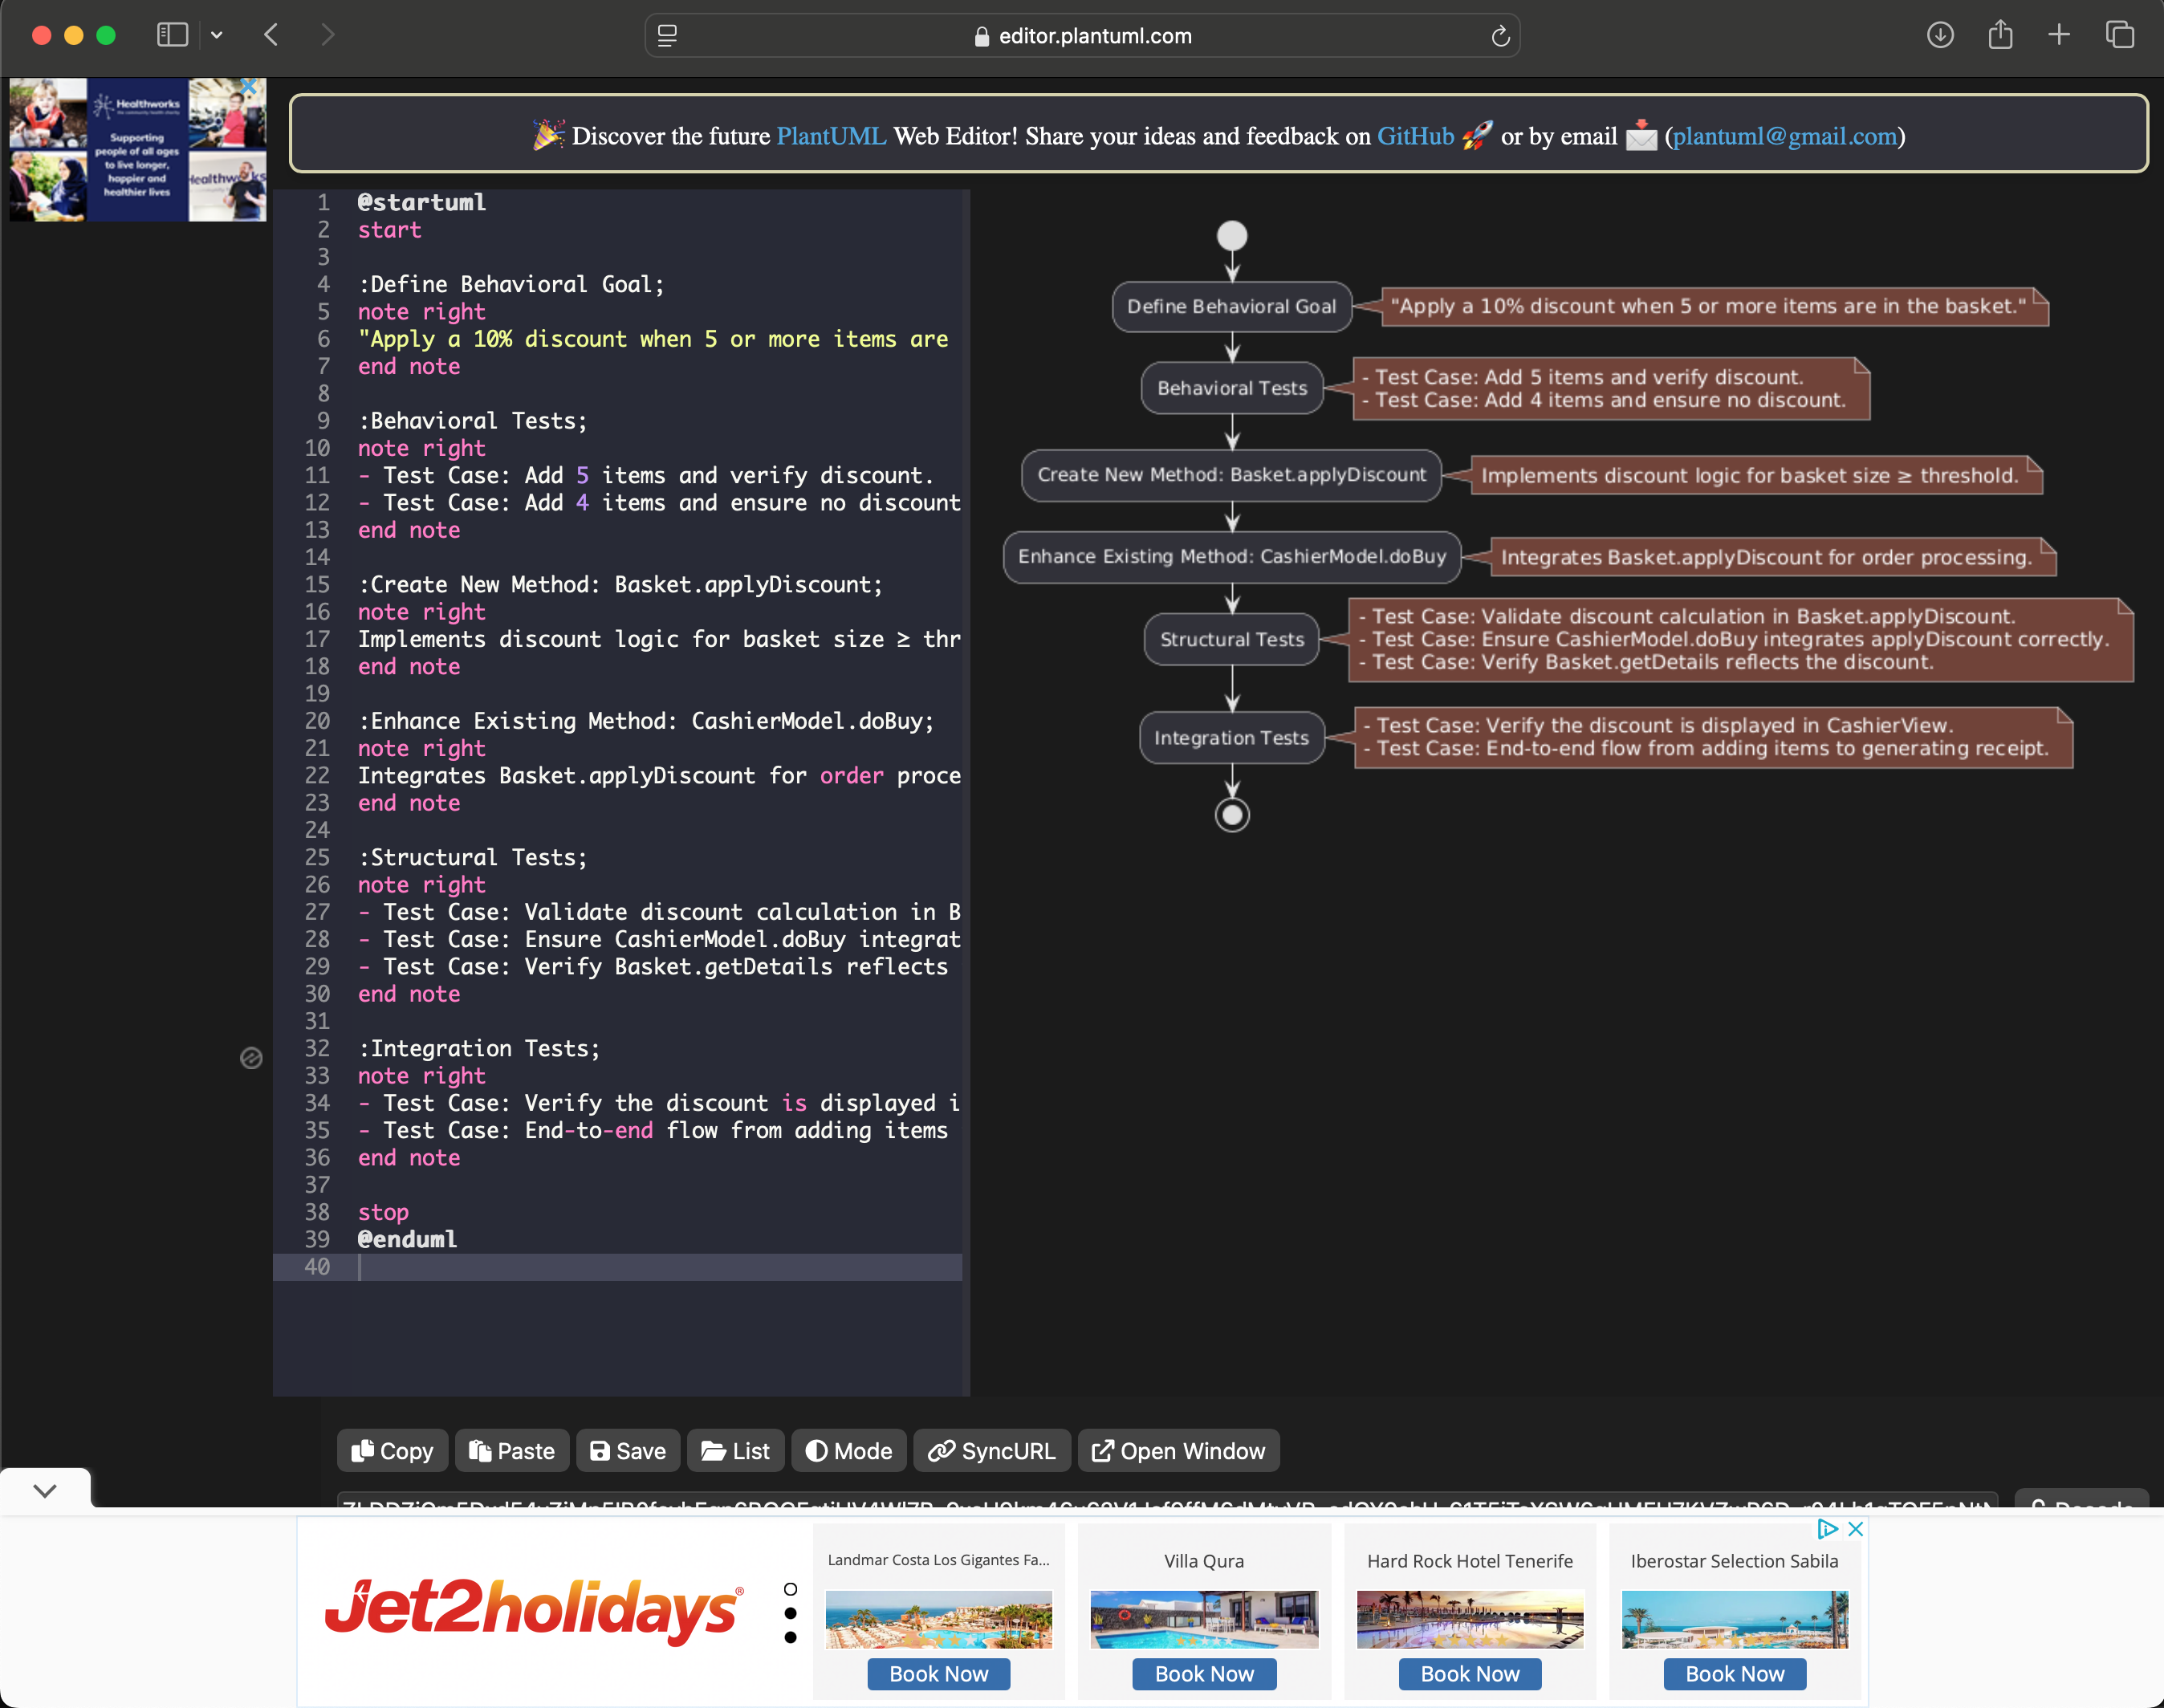 editor.plantuml.com
Healthworks
the community health charity
Supporting
people of all ages
to live longer,
happier and
healthier lives
Healthworks
🎉 Discover the future PlantUML Web Editor! Share your ideas and feedback on GitHub 🚀 or by email 📩 (plantuml@gmail.com)
1 @startuml
2 start
3
4 :Define Behavioral Goal;
5 note right
6 "Apply a 10% discount when 5 or more items are
7 end note
8
9 :Behavioral Tests;
10 note right
11 - Test Case: Add 5 items and verify discount.
12 - Test Case: Add 4 items and ensure no discount
13 end note
14
15 :Create New Method: Basket.applyDiscount;
16 note right
17 Implements discount logic for basket size ≥ thr
18 end note
19
20 :Enhance Existing Method: CashierModel.doBuy;
21 note right
22 Integrates Basket.applyDiscount for order proce
23 end note
24
25 :Structural Tests;
26 note right
27 - Test Case: Validate discount calculation in B
28 - Test Case: Ensure CashierModel.doBuy integrat
29 - Test Case: Verify Basket.getDetails reflects
30 end note
31
32 :Integration Tests;
33 note right
34 - Test Case: Verify the discount is displayed i
35 - Test Case: End-to-end flow from adding items
36 end note
37
38 stop
39 @enduml
40
Define Behavioral Goal
"Apply a 10% discount when 5 or more items are in the basket."
Behavioral Tests
- Test Case: Add 5 items and verify discount.
- Test Case: Add 4 items and ensure no discount.
Create New Method: Basket.applyDiscount
Implements discount logic for basket size ≥ threshold.
Enhance Existing Method: CashierModel.doBuy
Integrates Basket.applyDiscount for order processing.
Structural Tests
- Test Case: Validate discount calculation in Basket.applyDiscount.
- Test Case: Ensure CashierModel.doBuy integrates applyDiscount correctly.
- Test Case: Verify Basket.getDetails reflects the discount.
Integration Tests
- Test Case: Verify the discount is displayed in CashierView.
- Test Case: End-to-end flow from adding items to generating receipt.
Copy Paste Save List Mode SyncURL Open Window
Decode
Jet2holidays®
Landmar Costa Los Gigantes Fa...
Book Now
Villa Qura
Book Now
Hard Rock Hotel Tenerife
Book Now
Iberostar Selection Sabila
Book Now